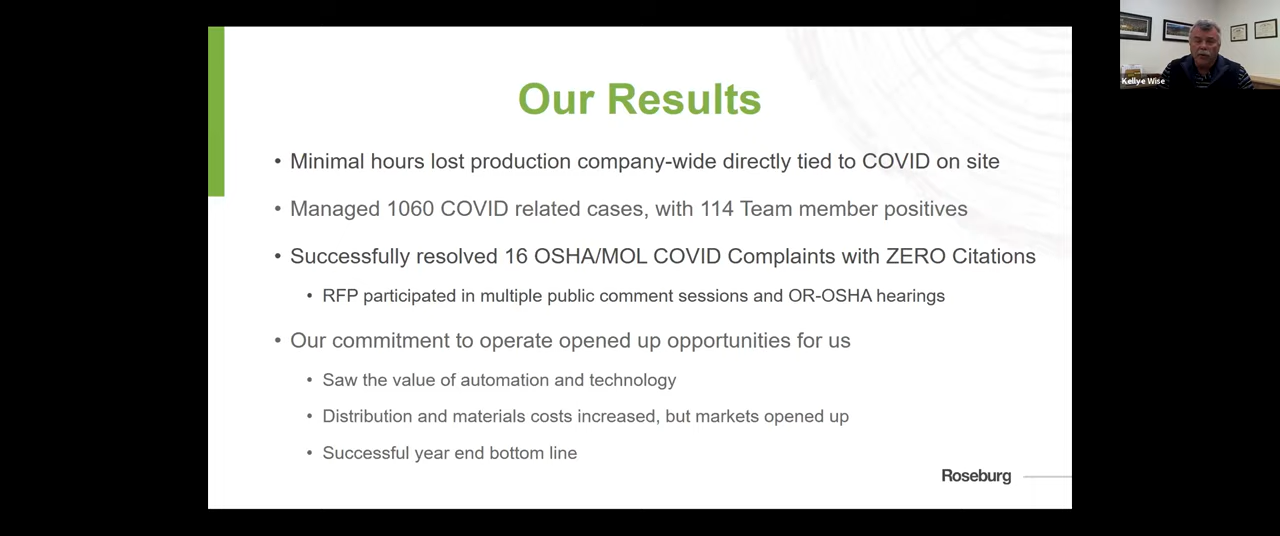 Our Results
• Minimal hours lost production company-wide directly tied to COVID on site
• Managed 1060 COVID related cases, with 114 Team member positives
• Successfully resolved 16 OSHA/MOL COVID Complaints with ZERO Citations
• RFP participated in multiple public comment sessions and OR-OSHA hearings
• Our commitment to operate opened up opportunities for us
• Saw the value of automation and technology
• Distribution and materials costs increased, but markets opened up
• Successful year end bottom line
Roseburg
Kellye Wise